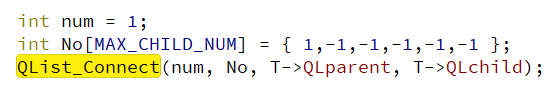 int num = 1;
int No[MAX_CHILD_NUM] = { 1,-1,-1,-1,-1,-1 };
QList_Connect(num, No, T->QLparent, T->QLchild);